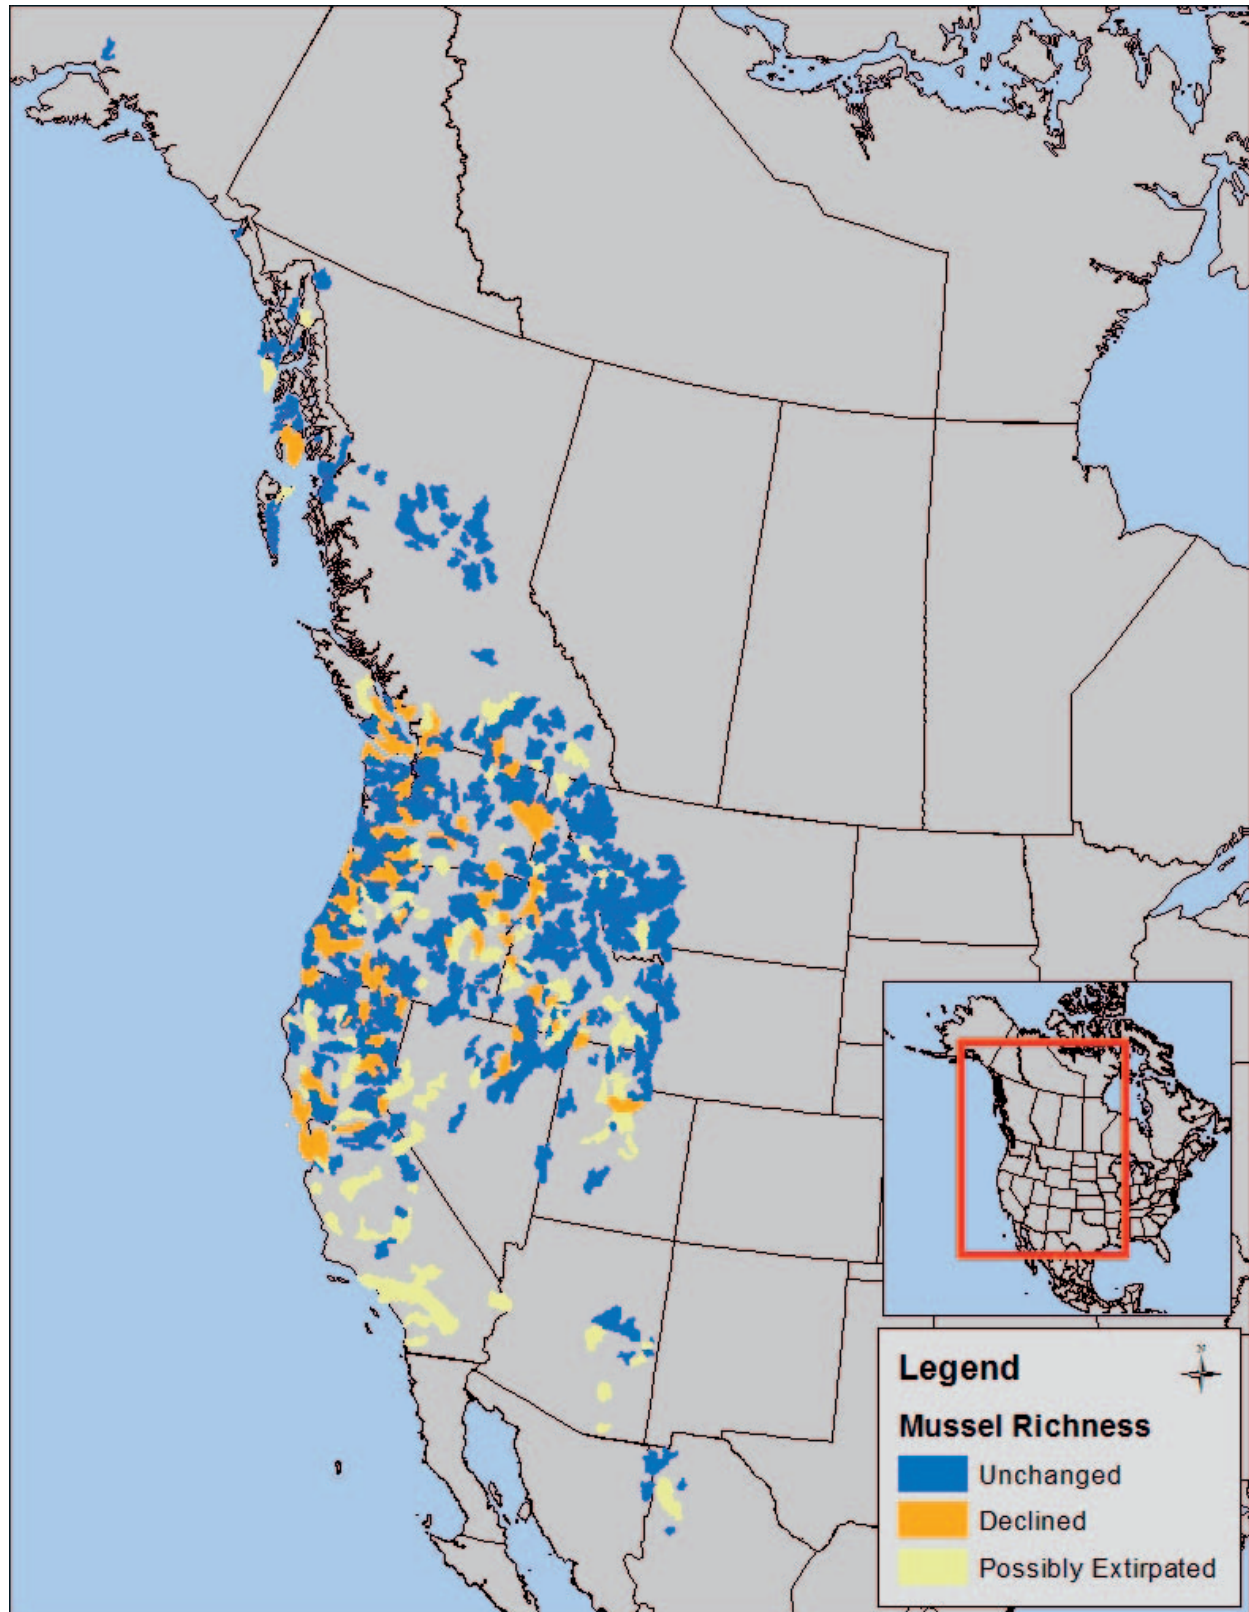 N
Legend
Mussel Richness
Unchanged
Declined
Possibly Extirpated